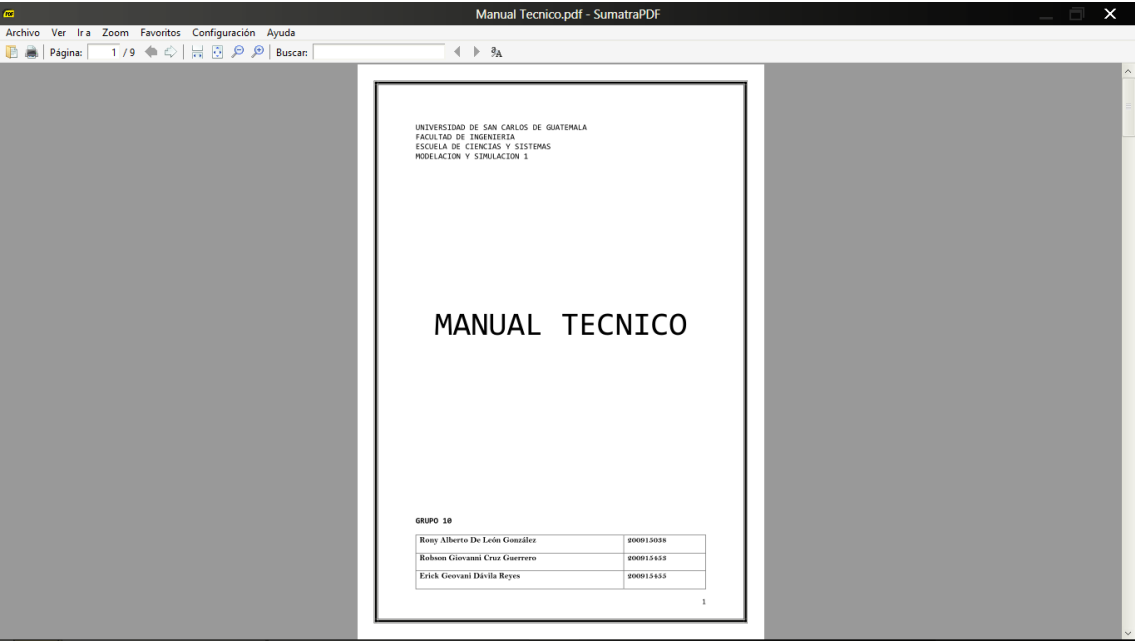 Manual Tecnico.pdf - SumatraPDF
Archivo Ver Ir a Zoom Favoritos Configuración Ayuda
Página: 1 / 9 Buscar:
UNIVERSIDAD DE SAN CARLOS DE GUATEMALA
FACULTAD DE INGENIERIA
ESCUELA DE CIENCIAS Y SISTEMAS
MODELACION Y SIMULACION 1
MANUAL TECNICO
GRUPO 10
Rony Alberto De León González 200915038
Robson Giovanni Cruz Guerrero 200915453
Erick Geovani Dávila Reyes 200915455
1